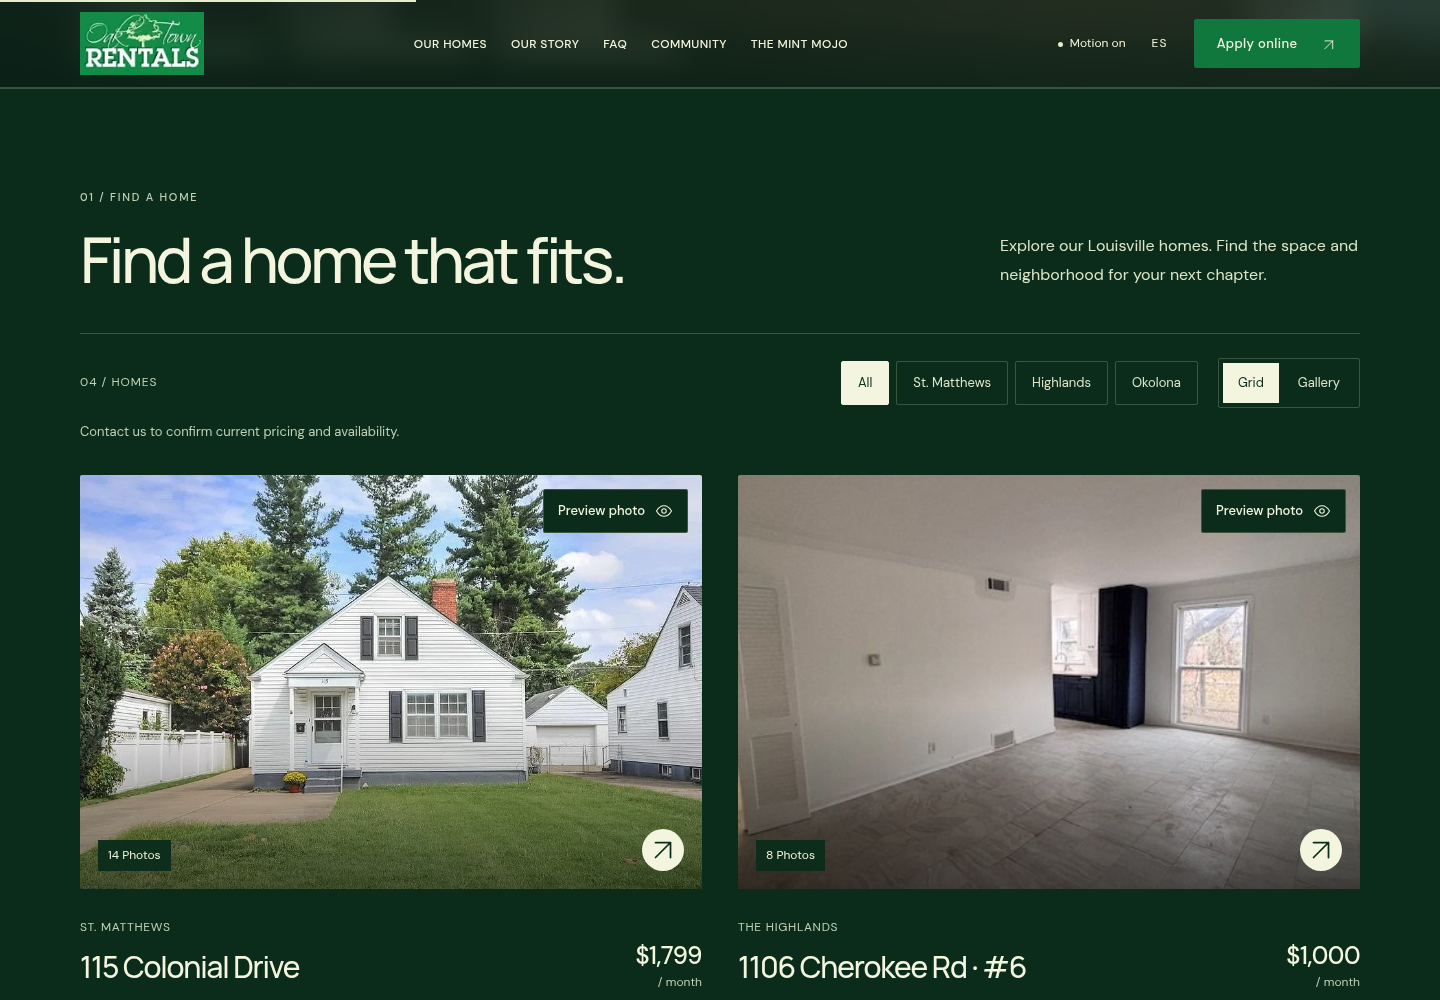 Oak Town
RENTALS
OUR HOMES
OUR STORY
FAQ
COMMUNITY
THE MINT MOJO
Motion on
ES
Apply online
01 / FIND A HOME
Find a home that fits.
Explore our Louisville homes. Find the space and
neighborhood for your next chapter.
04 / HOMES
All
St. Matthews
Highlands
Okolona
Grid
Gallery
Contact us to confirm current pricing and availability.
Preview photo
Preview photo
115
14 Photos
8 Photos
ST. MATTHEWS
115 Colonial Drive
$1,799
/ month
THE HIGHLANDS
1106 Cherokee Rd · #6
$1,000
/ month